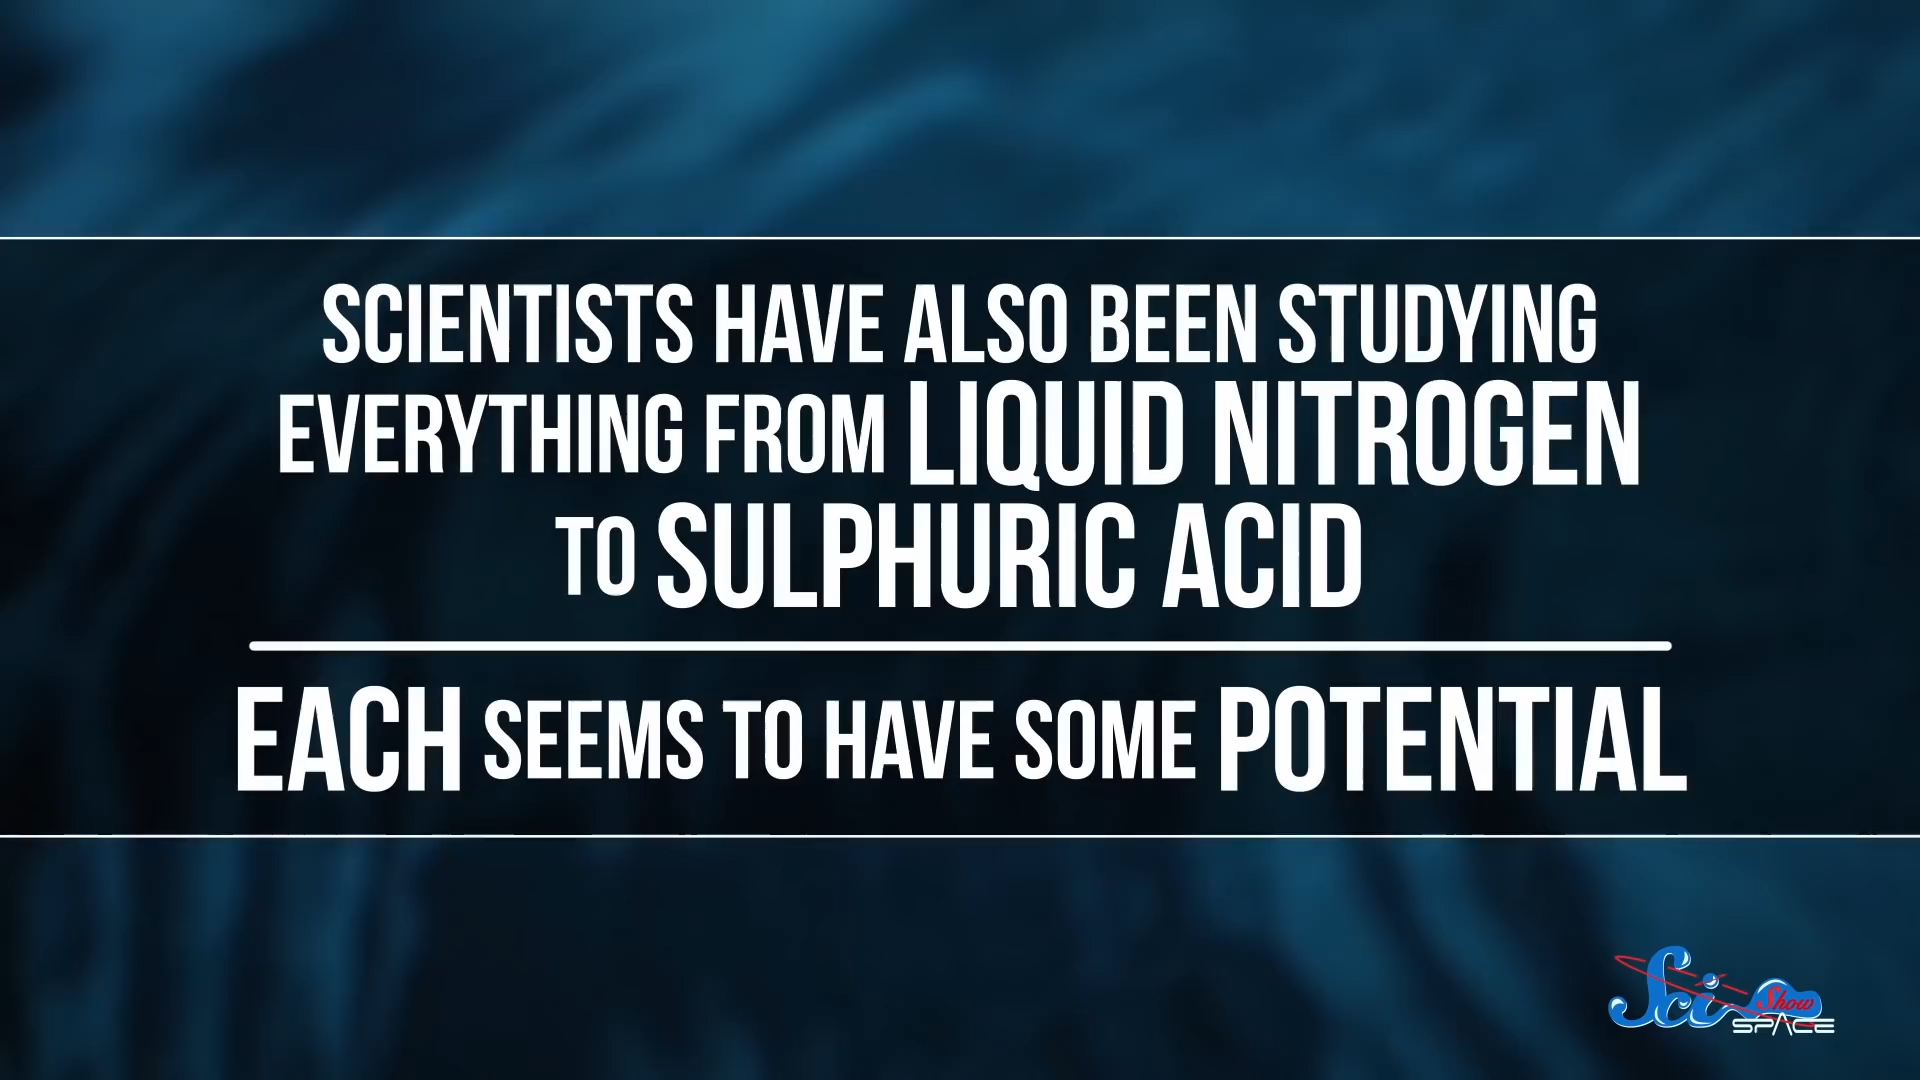 SCIENTISTS HAVE ALSO BEEN STUDYING
EVERYTHING FROM LIQUID NITROGEN
TO SULPHURIC ACID
EACH SEEMS TO HAVE SOME POTENTIAL
Sci Show
SPACE